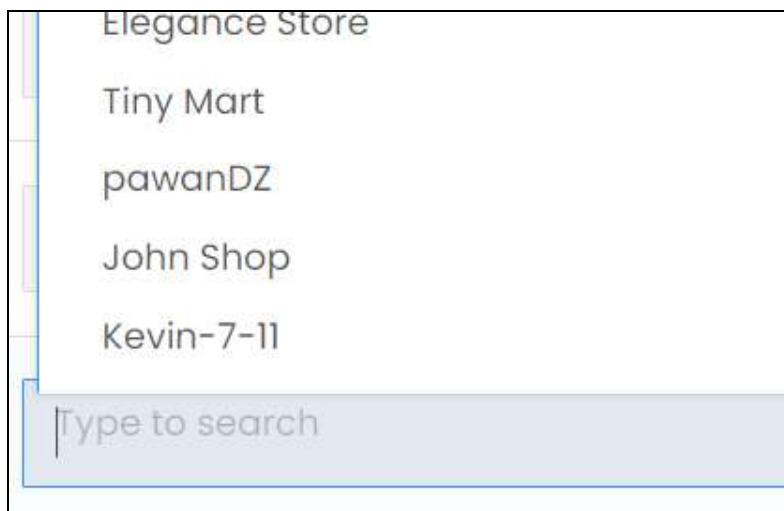 Elegance Store
Tiny Mart
pawanDZ
John Shop
Kevin-7-11
Type to search